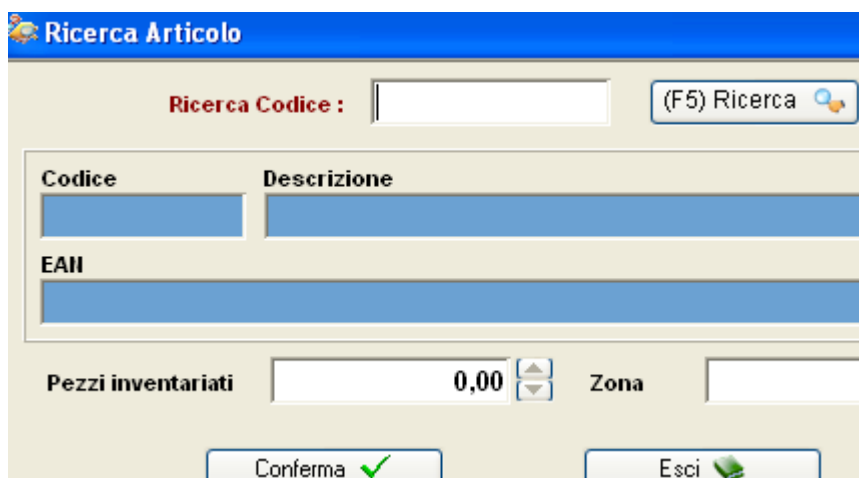 Ricerca Articolo
Ricerca Codice : (F5) Ricerca
Codice Descrizione
EAN
Pezzi inventariati 0,00 Zona
Conferma Esci